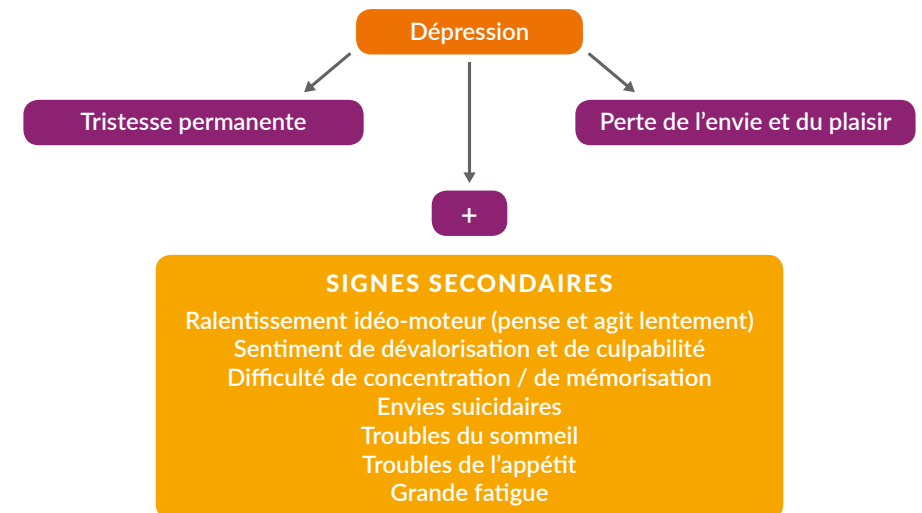 Dépression
Tristesse permanente
Perte de l’envie et du plaisir
+
SIGNES SECONDAIRES
Ralentissement idéo-moteur (pense et agit lentement)
Sentiment de dévalorisation et de culpabilité
Difficulté de concentration / de mémorisation
Envies suicidaires
Troubles du sommeil
Troubles de l’appétit
Grande fatigue